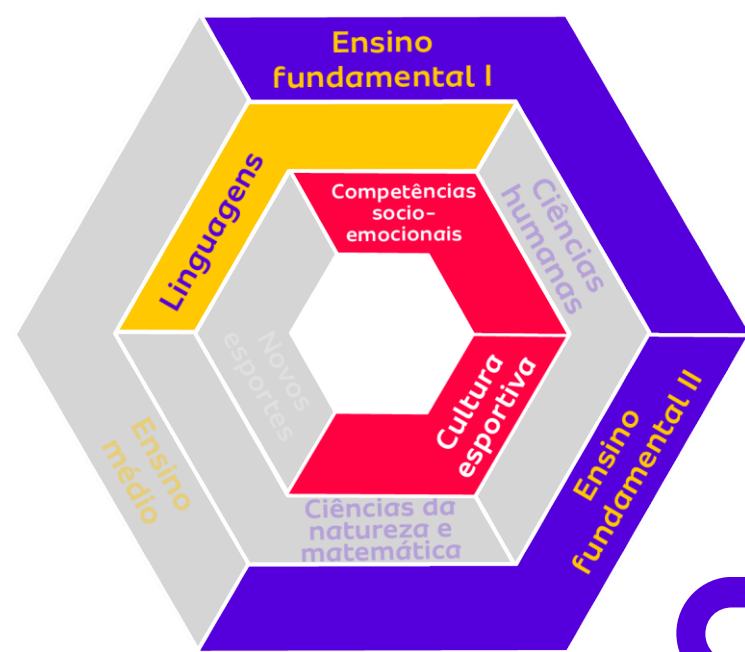 Ensino
fundamental I
Linguagens
Competências
socio-
emocionais
Ciências
humanas
Novos
esportes
Cultura
esportiva
Ensino
médio
Ciências da
natureza e
matemática
Ensino
fundamental II